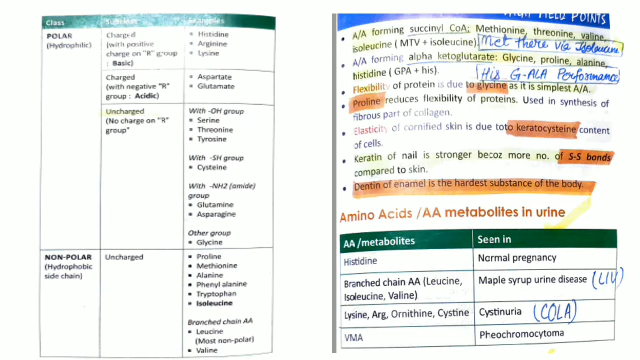 Class Subclass Examples
POLAR
(Hydrophilic)
Charged
(with positive
charge on "R" group
: Basic)
• Histidine
• Arginine
• Lysine
Charged
(with negative "R"
group : Acidic)
• Aspartate
• Glutamate
Uncharged
(No charge on "R"
group"
With -OH group
• Serine
• Threonine
• Tyrosine
With -SH group
• Cysteine
With -NH2 (amide)
group
• Glutamine
• Asparagine
Other group
• Glycine
NON-POLAR
(Hydrophobic
side chain)
Uncharged
• Proline
• Methionine
• Alanine
• Phenyl alanine
• Tryptophan
• Isoleucine
Branched chain AA
• Leucine
(Most non-polar)
• Valine
YIELD POINTS
• A/A forming succinyl CoA: Methionine, threonine, valine,
isoleucine (MTV + isoleucine). Met there via Isoleucine
• A/A forming alpha ketoglutarate: Glycine, proline, alanine,
histidine (GPA + his). His G-ALA Performance
• Flexibility of protein is due to glycine as it is simplest A/A.
• Proline reduces flexibility of proteins. Used in synthesis of
fibrous part of collagen.
• Elasticity of cornified skin is due toto keratocysteine content
of cells.
• Keratin of nail is stronger becoz more no. of S-S bonds
compared to skin.
• Dentin of enamel is the hardest substance of the body.
Amino Acids /AA metabolites in urine
AA/metabolites Seen in
Histidine Normal pregnancy
Branched chain AA (Leucine,
Isoleucine, Valine)
Maple syrup urine disease (LIV)
Lysine, Arg, Ornithine, Cystine Cystinuria (COLA)
VMA Pheochromocytoma